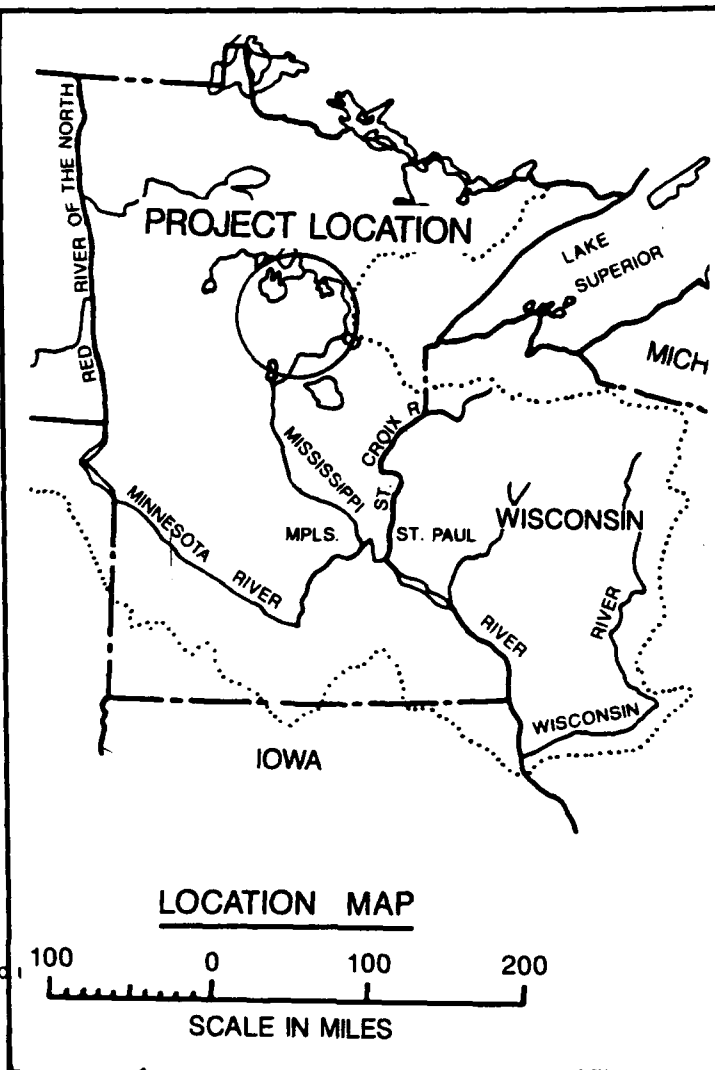 RED RIVER OF THE NORTH
PROJECT LOCATION
LAKE
SUPERIOR
MICH
MISSISSIPPI
ST. CROIX R
MINNESOTA
RIVER
MPLS.
ST. PAUL
WISCONSIN
RIVER
RIVER
WISCONSIN
IOWA
LOCATION MAP
100 0 100 200
SCALE IN MILES